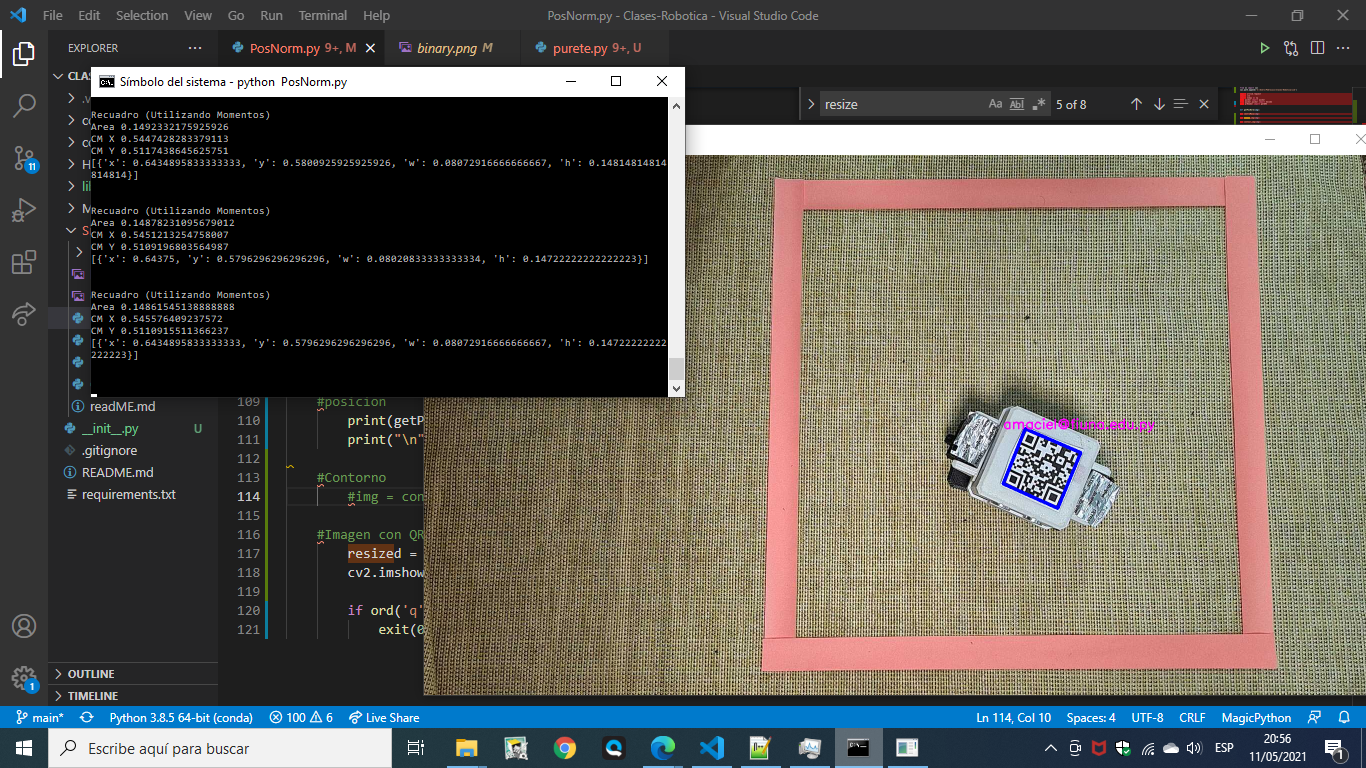 File Edit Selection View Go Run Terminal Help
PosNorm.py - Clases-Robotica - Visual Studio Code
EXPLORER
PosNorm.py 9+, M
binary.png M
purete.py 9+, U
resize
Aa Abl
5 of 8
Símbolo del sistema - python PosNorm.py
Recuadro (Utilizando Momentos)
Area 0.1492332175925926
CM X 0.5447428283379113
CM Y 0.5117438645625751
[{'x': 0.6434895833333333, 'y': 0.5800925925925926, 'w': 0.08072916666666667, 'h': 0.14814814814
814814}]
Recuadro (Utilizando Momentos)
Area 0.14878231095679012
CM X 0.5451213254758007
CM Y 0.5109196803564987
[{'x': 0.64375, 'y': 0.5796296296296296, 'w': 0.08020833333333334, 'h': 0.14722222222222223}]
Recuadro (Utilizando Momentos)
Area 0.14861545138888888
CM X 0.545576409237572
CM Y 0.5110915511366237
[{'x': 0.6434895833333333, 'y': 0.5796296296296296, 'w': 0.08072916666666667, 'h': 0.14722222222
222223}]
readME.md
__init__.py U
.gitignore
README.md
requirements.txt
109 #posicion
110 print(getP
111 print("\n"
112
113 #Contorno
114 #img = con
115
116 #Imagen con QR
117 resized =
118 cv2.imshow
119
120 if ord('q'
121 exit(0
OUTLINE
TIMELINE
main* Python 3.8.5 64-bit (conda) 100 6 Live Share
Ln 114, Col 10 Spaces: 4 UTF-8 CRLF MagicPython
Escribe aquí para buscar
ESP
20:56
11/05/2021